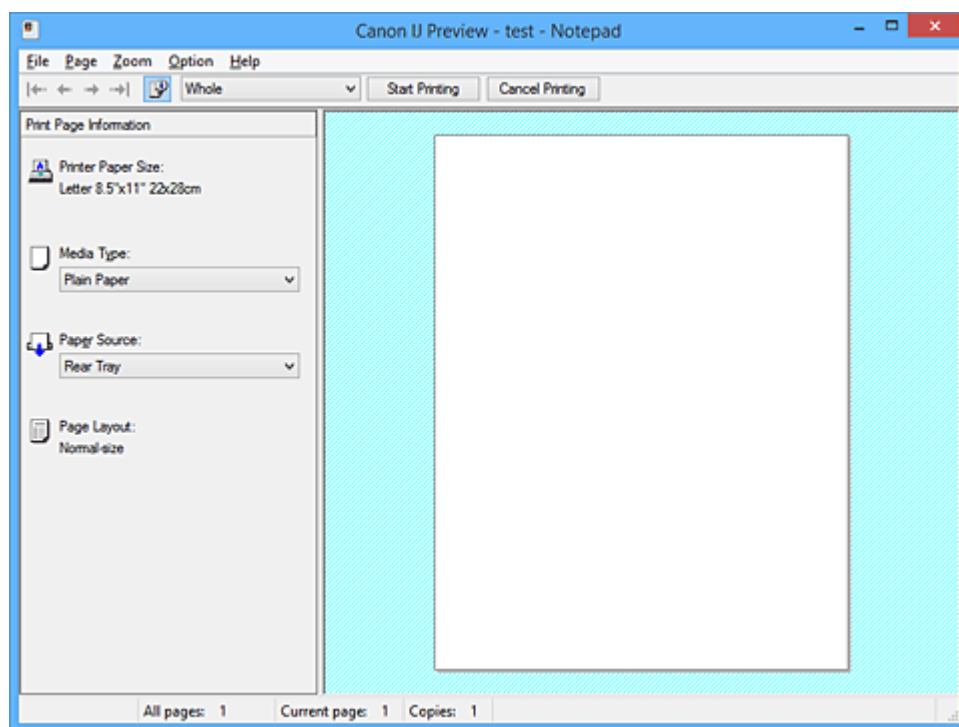 Canon IJ Preview - test - Notepad
File Page Zoom Option Help
Whole Start Printing Cancel Printing
Print Page Information
Printer Paper Size:
Letter 8.5"x11" 22x28cm
Media Type:
Plain Paper
Paper Source:
Rear Tray
Page Layout:
Normal-size
All pages: 1 Current page: 1 Copies: 1